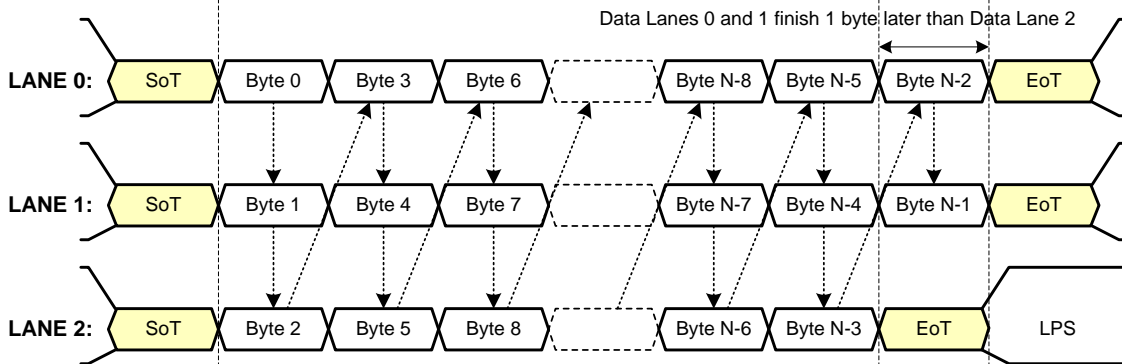 Data Lanes 0 and 1 finish 1 byte later than Data Lane 2
LANE 0: SoT Byte 0 Byte 3 Byte 6 Byte N-8 Byte N-5 Byte N-2 EoT
LANE 1: SoT Byte 1 Byte 4 Byte 7 Byte N-7 Byte N-4 Byte N-1 EoT
LANE 2: SoT Byte 2 Byte 5 Byte 8 Byte N-6 Byte N-3 EoT LPS